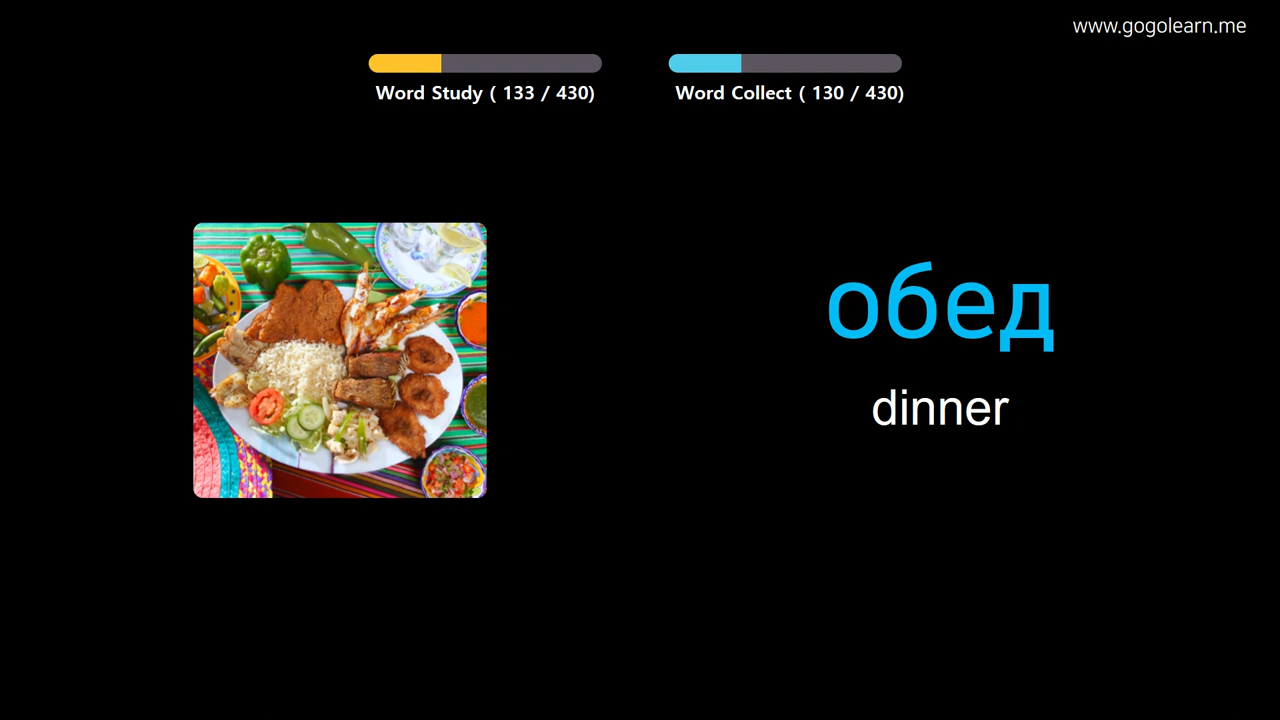 www.gogolearn.me
Word Study ( 133 / 430)
Word Collect ( 130 / 430)
обед
dinner